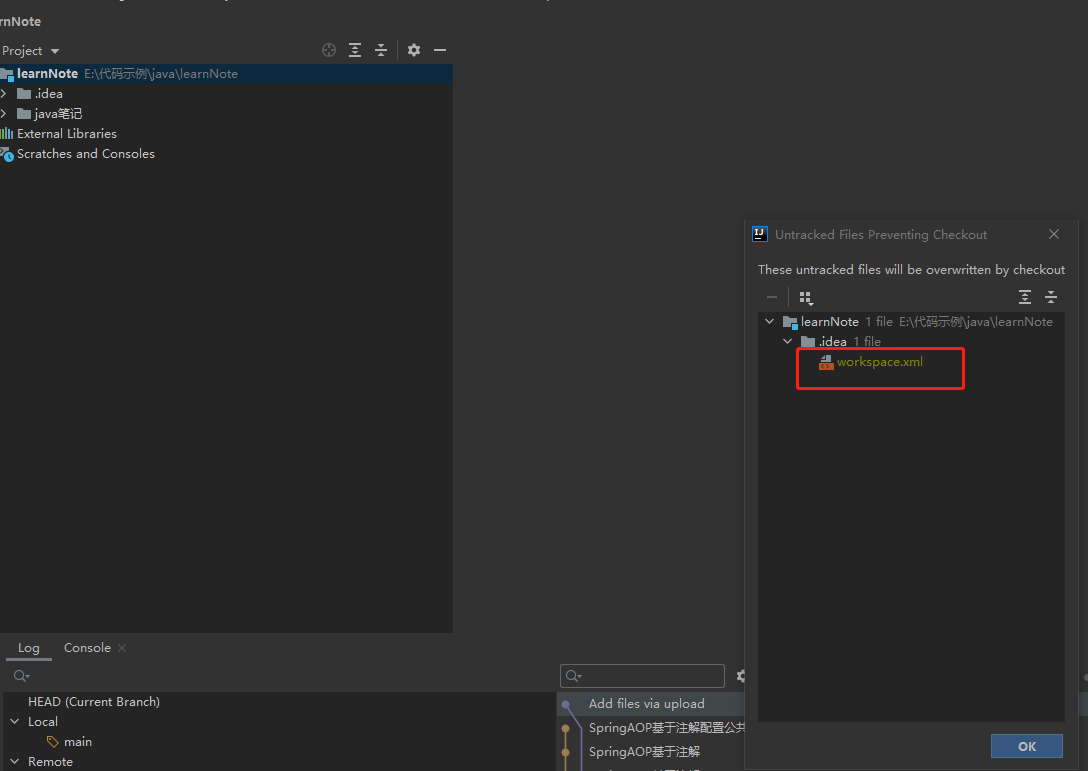 rnNote
Project
learnNote E:\代码示例\java\learnNote
.idea
java笔记
External Libraries
Scratches and Consoles
IJ Untracked Files Preventing Checkout
These untracked files will be overwritten by checkout
learnNote 1 file E:\代码示例\java\learnNote
.idea 1 file
workspace.xml
OK
Log Console
HEAD (Current Branch)
Local
main
Remote
Add files via upload
SpringAOP基于注解配置公共
SpringAOP基于注解